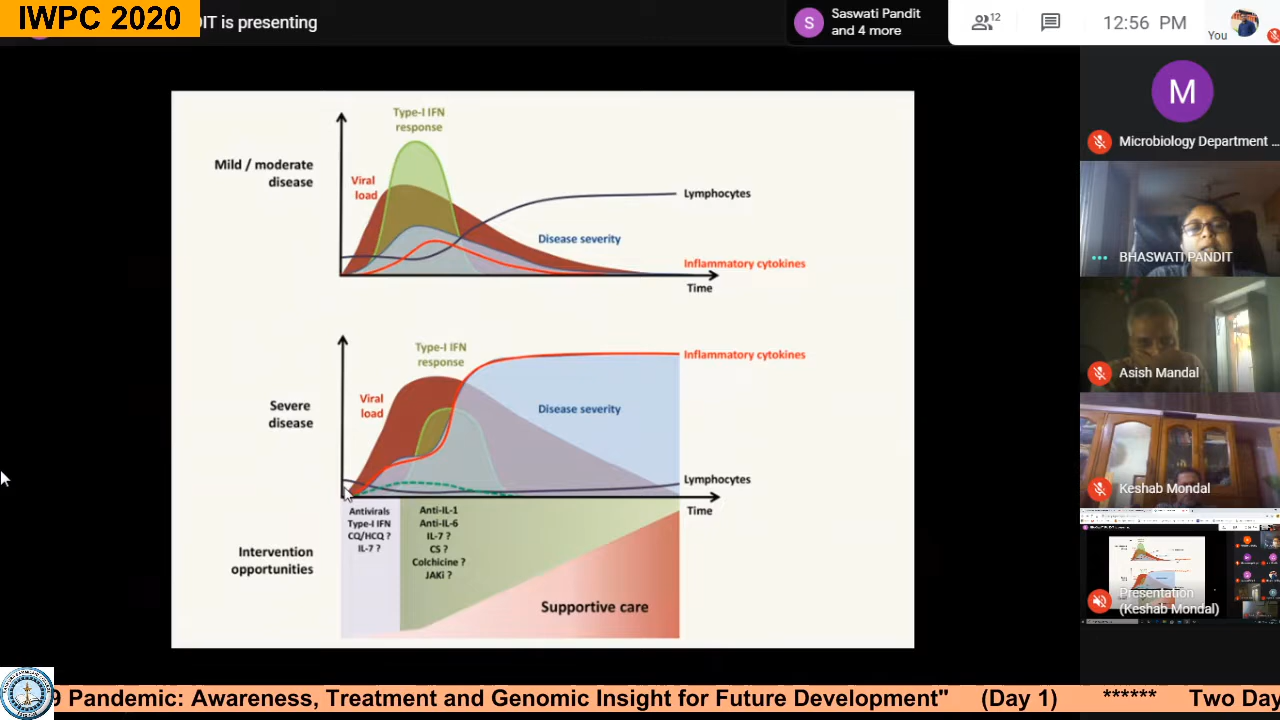 IWPC 2020
DIT is presenting
S
Saswati Pandit
and 4 more
12
12:56 PM
You
M
Microbiology Department ...
BHASWATI PANDIT
Asish Mandal
Keshab Mondal
Presentation
(Keshab Mondal)
Type-I IFN
response
Mild / moderate
disease
Viral
load
Lymphocytes
Disease severity
Inflammatory cytokines
Time
Type-I IFN
response
Inflammatory cytokines
Severe
disease
Viral
load
Disease severity
Lymphocytes
Time
Intervention
opportunities
Antivirals
Type-I IFN
CQ/HCQ ?
IL-7 ?
Anti-IL-1
Anti-IL-6
IL-7 ?
CS ?
Colchicine ?
JAKi ?
Supportive care
9 Pandemic: Awareness, Treatment and Genomic Insight for Future Development" (Day 1) ****** Two Day